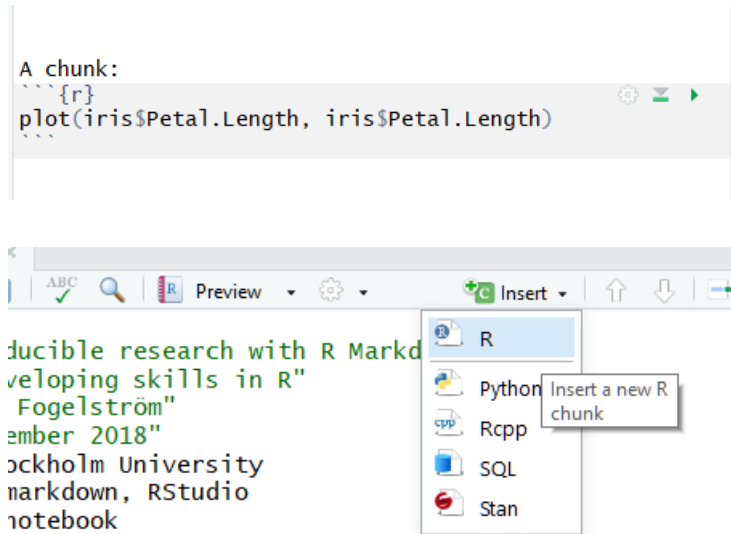 A chunk:
```{r}
plot(iris$Petal.Length, iris$Petal.Length)
```
ABC R Preview C Insert
ducible research with R Markd
veloping skills in R"
Fogelström"
ember 2018"
ockholm University
markdown, RStudio
notebook
R R
Python
Insert a new R
chunk
cpp Rcpp
SQL
Stan